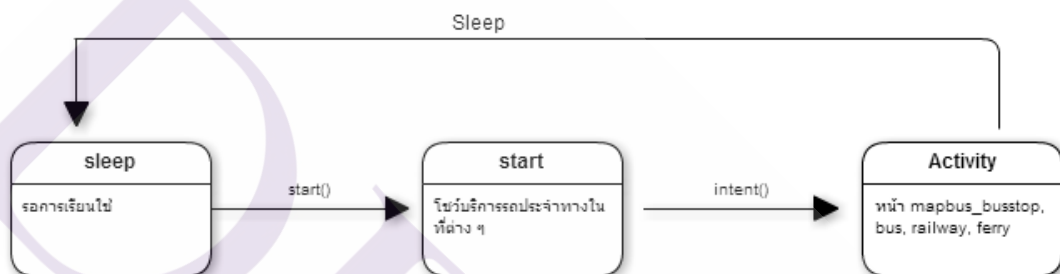 Sleep
sleep
รอการเรียนใช้
start()
start
โชว์บริการรถประจำทางใน
ที่ต่าง ๆ
intent()
Activity
หน้า mapbus_busstop,
bus, railway, ferry